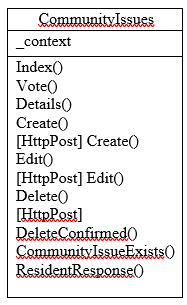 CommunityIssues
_context
Index()
Vote()
Details()
Create()
[HttpPost] Create()
Edit()
[HttpPost] Edit()
Delete()
[HttpPost]
DeleteConfirmed()
CommunityIssueExists()
ResidentResponse()